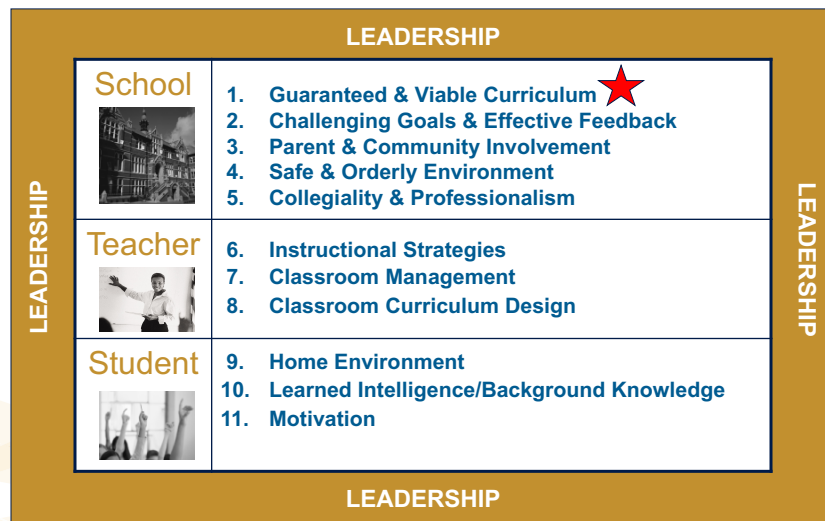 LEADERSHIP
School
1. Guaranteed & Viable Curriculum
2. Challenging Goals & Effective Feedback
3. Parent & Community Involvement
4. Safe & Orderly Environment
5. Collegiality & Professionalism
LEADERSHIP
LEADERSHIP
Teacher
6. Instructional Strategies
7. Classroom Management
8. Classroom Curriculum Design
Student
9. Home Environment
10. Learned Intelligence/Background Knowledge
11. Motivation
LEADERSHIP